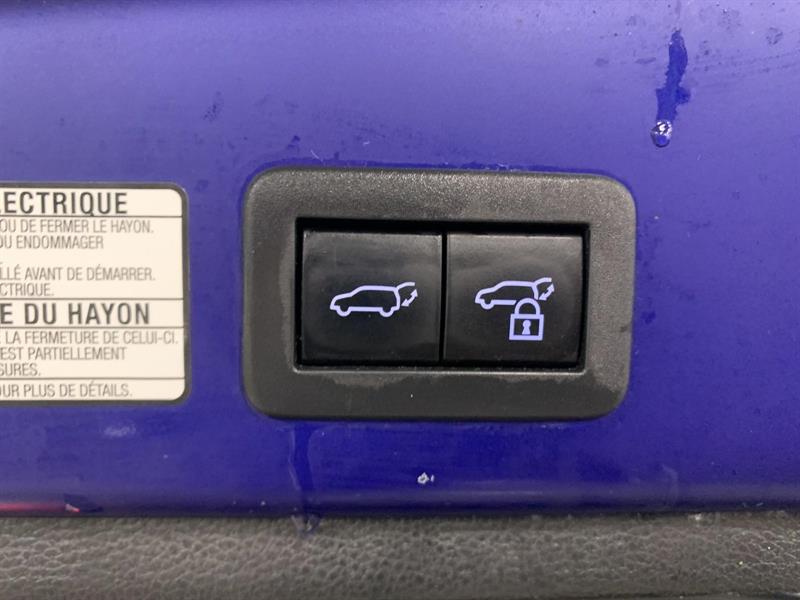 ECTRIQUE
OU DE FERMER LE HAYON.
OU ENDOMMAGER
LLÉ AVANT DE DÉMARRER.
CTRIQUE.
E DU HAYON
LA FERMETURE DE CELUI-CI.
EST PARTIELLEMENT
SURES.
OUR PLUS DE DÉTAILS.